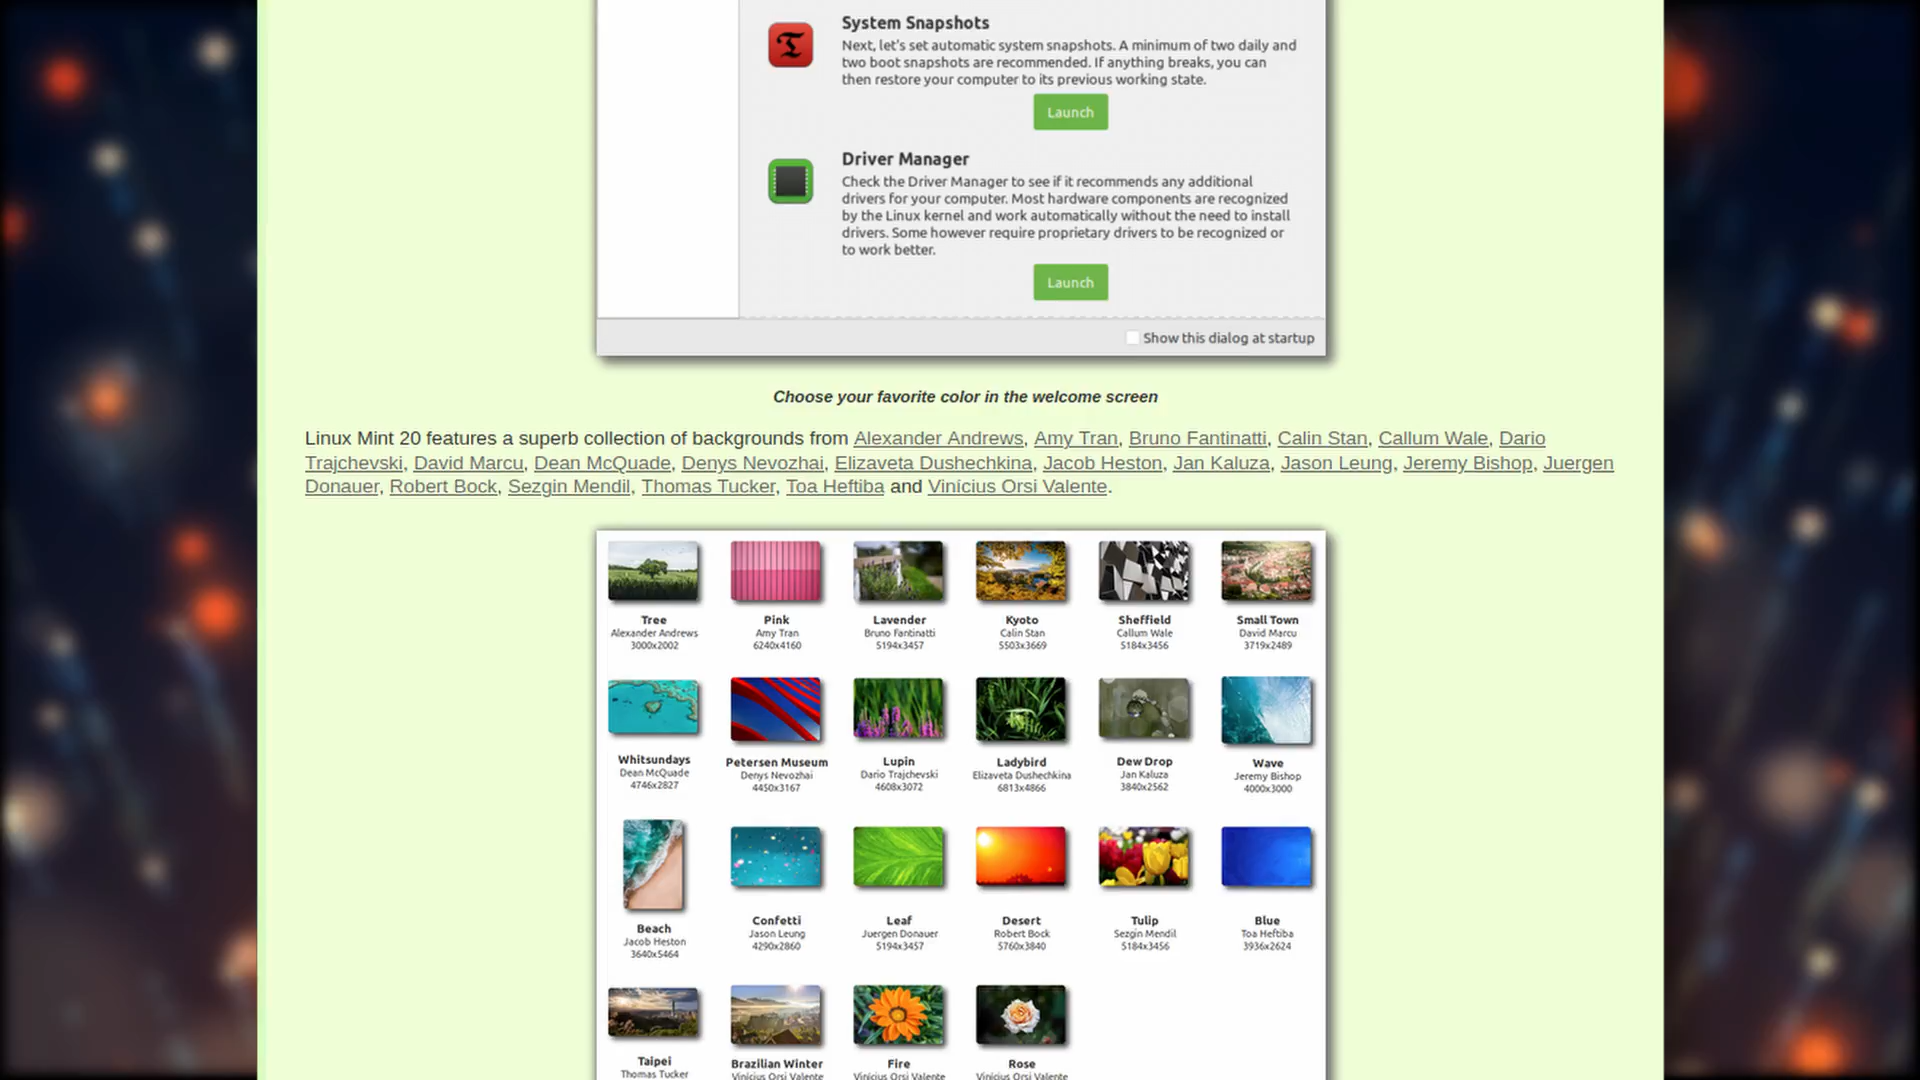 System Snapshots
Next, let's set automatic system snapshots. A minimum of two daily and
two boot snapshots are recommended. If anything breaks, you can
then restore your computer to its previous working state.
Launch
Driver Manager
Check the Driver Manager to see if it recommends any additional
drivers for your computer. Most hardware components are recognized
by the Linux kernel and work automatically without the need to install
drivers. Some however require proprietary drivers to be recognized or
to work better.
Launch
Show this dialog at startup
Choose your favorite color in the welcome screen
Linux Mint 20 features a superb collection of backgrounds from Alexander Andrews, Amy Tran, Bruno Fantinatti, Calin Stan, Callum Wale, Dario
Trajchevski, David Marcu, Dean McQuade, Denys Nevozhai, Elizaveta Dushechkina, Jacob Heston, Jan Kaluza, Jason Leung, Jeremy Bishop, Juergen
Donauer, Robert Bock, Sezgin Mendil, Thomas Tucker, Toa Heftiba and Vinícius Orsi Valente.
Tree Pink Lavender Kyoto Sheffield Small Town
Alexander Andrews Amy Tran Bruno Fantinatti Calin Stan Callum Wale David Marcu
3000x2002 6240x4160 5194x3457 5503x3669 5184x3456 3719x2489
Whitsundays Petersen Museum Lupin Ladybird Dew Drop Wave
Dean McQuade Denys Nevozhai Dario Trajchevski Elizaveta Dushechkina Jan Kaluza Jeremy Bishop
4746x2827 4450x3167 4608x3072 6813x4866 3840x2562 4000x3000
Beach Confetti Leaf Desert Tulip Blue
Jacob Heston Jason Leung Juergen Donauer Robert Bock Sezgin Mendil Toa Heftiba
3640x5464 4290x2860 5194x3457 5760x3840 5184x3456 3936x2624
Taipei Brazilian Winter Fire Rose
Thomas Tucker Vinícius Orsi Valente Vinícius Orsi Valente Vinícius Orsi Valente